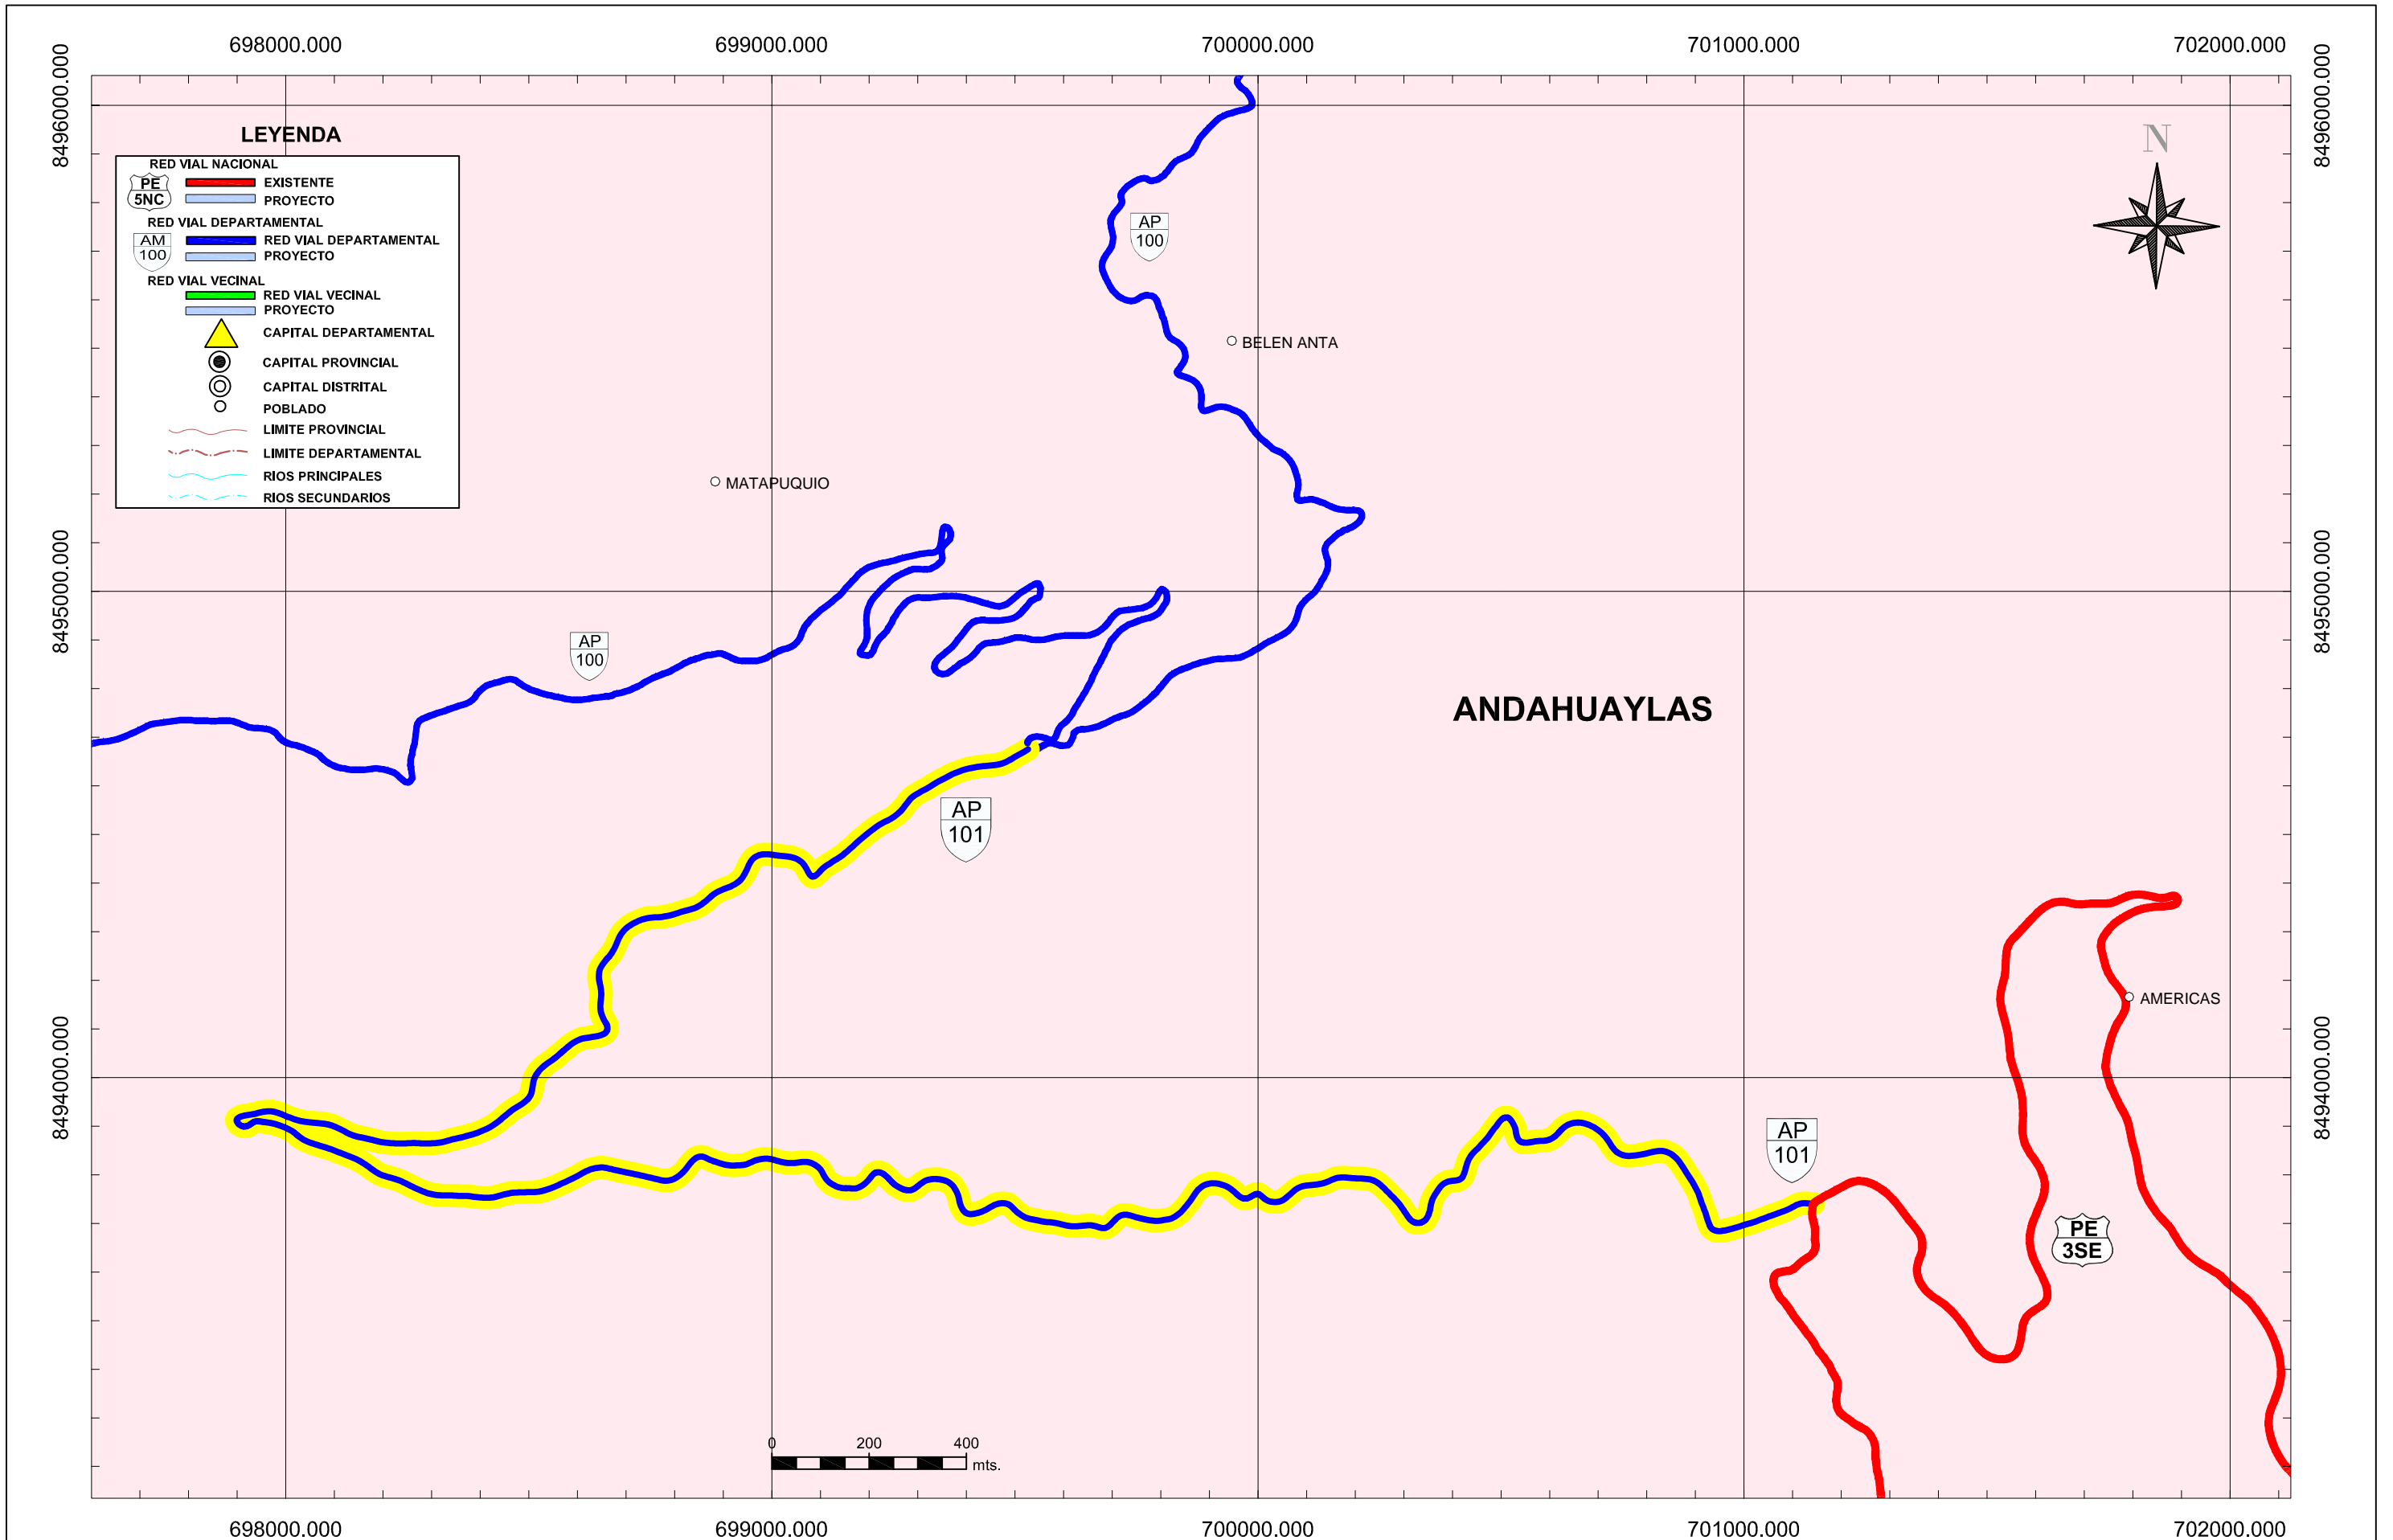 698000.000 699000.000 700000.000 701000.000 702000.000
8496000.000 8496000.000
LEYENDA
N
RED VIAL NACIONAL
PE
5NC
EXISTENTE
PROYECTO
RED VIAL DEPARTAMENTAL
AM
100
RED VIAL DEPARTAMENTAL
PROYECTO
RED VIAL VECINAL
RED VIAL VECINAL
PROYECTO
CAPITAL DEPARTAMENTAL
CAPITAL PROVINCIAL
CAPITAL DISTRITAL
POBLADO
LIMITE PROVINCIAL
LIMITE DEPARTAMENTAL
RIOS PRINCIPALES
RIOS SECUNDARIOS
AP
100
BELEN ANTA
MATAPUQUIO
8495000.000 8495000.000
AP
100
ANDAHUAYLAS
AP
101
AMERICAS
8494000.000 8494000.000
AP
101
PE
3SE
0 200 400
mts.
698000.000 699000.000 700000.000 701000.000 702000.000